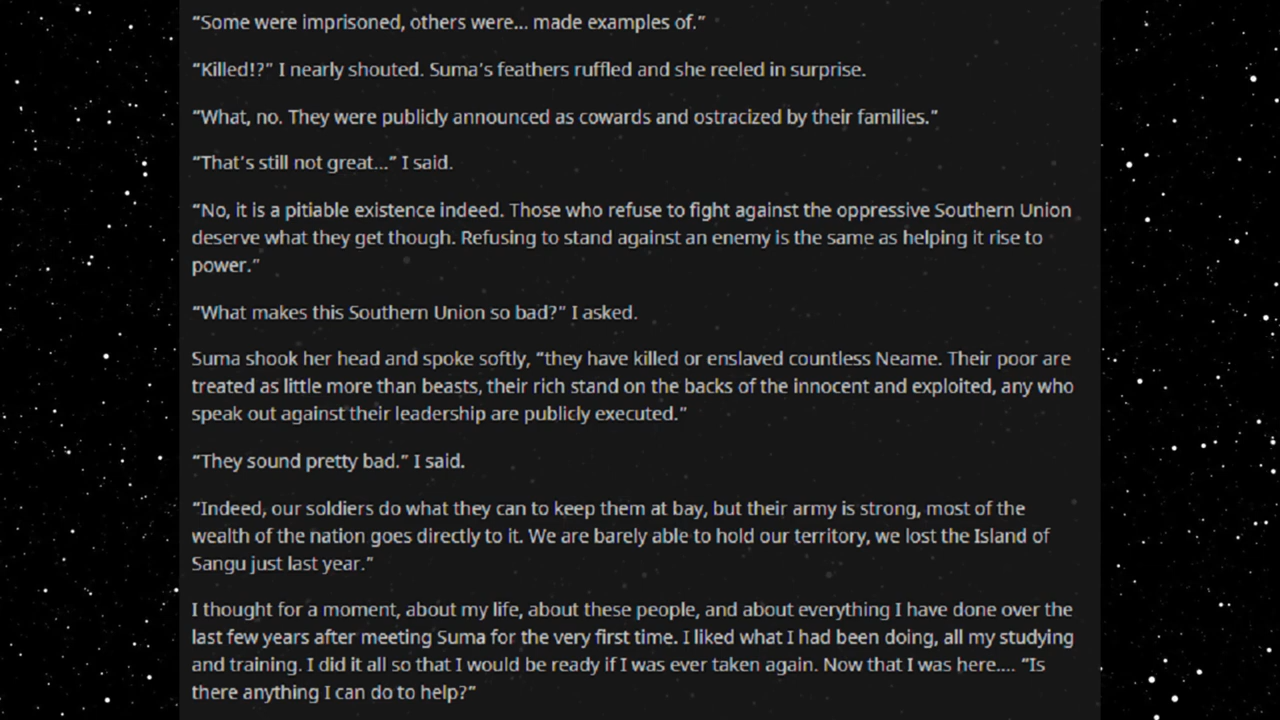 “Some were imprisoned, others were... made examples of.”
“Killed!?” I nearly shouted. Suma’s feathers ruffled and she reeled in surprise.
“What, no. They were publicly announced as cowards and ostracized by their families.”
“That’s still not great...” I said.
“No, it is a pitiable existence indeed. Those who refuse to fight against the oppressive Southern Union
deserve what they get though. Refusing to stand against an enemy is the same as helping it rise to
power.”
“What makes this Southern Union so bad?” I asked.
Suma shook her head and spoke softly, “they have killed or enslaved countless Neame. Their poor are
treated as little more than beasts, their rich stand on the backs of the innocent and exploited, any who
speak out against their leadership are publicly executed.”
“They sound pretty bad.” I said.
“Indeed, our soldiers do what they can to keep them at bay, but their army is strong, most of the
wealth of the nation goes directly to it. We are barely able to hold our territory, we lost the Island of
Sangu just last year.”
I thought for a moment, about my life, about these people, and about everything I have done over the
last few years after meeting Suma for the very first time. I liked what I had been doing, all my studying
and training. I did it all so that I would be ready if I was ever taken again. Now that I was here.... “Is
there anything I can do to help?”